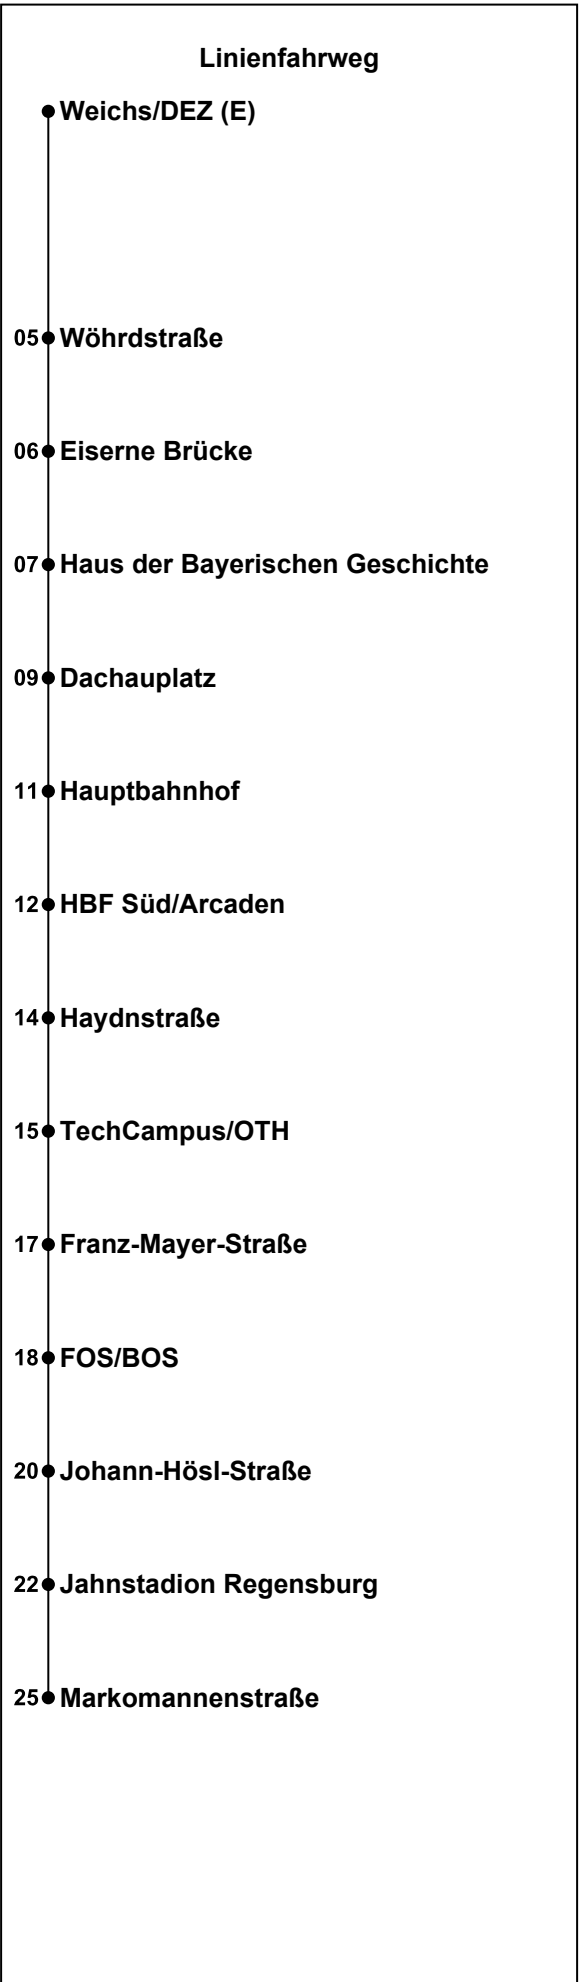 Linienfahrweg
Weichs/DEZ (E)
05 Wöhrdstraße
06 Eiserne Brücke
07 Haus der Bayerischen Geschichte
09 Dachauplatz
11 Hauptbahnhof
12 HBF Süd/Arcaden
14 Haydnstraße
15 TechCampus/OTH
17 Franz-Mayer-Straße
18 FOS/BOS
20 Johann-Hösl-Straße
22 Jahnstadion Regensburg
25 Markomannenstraße